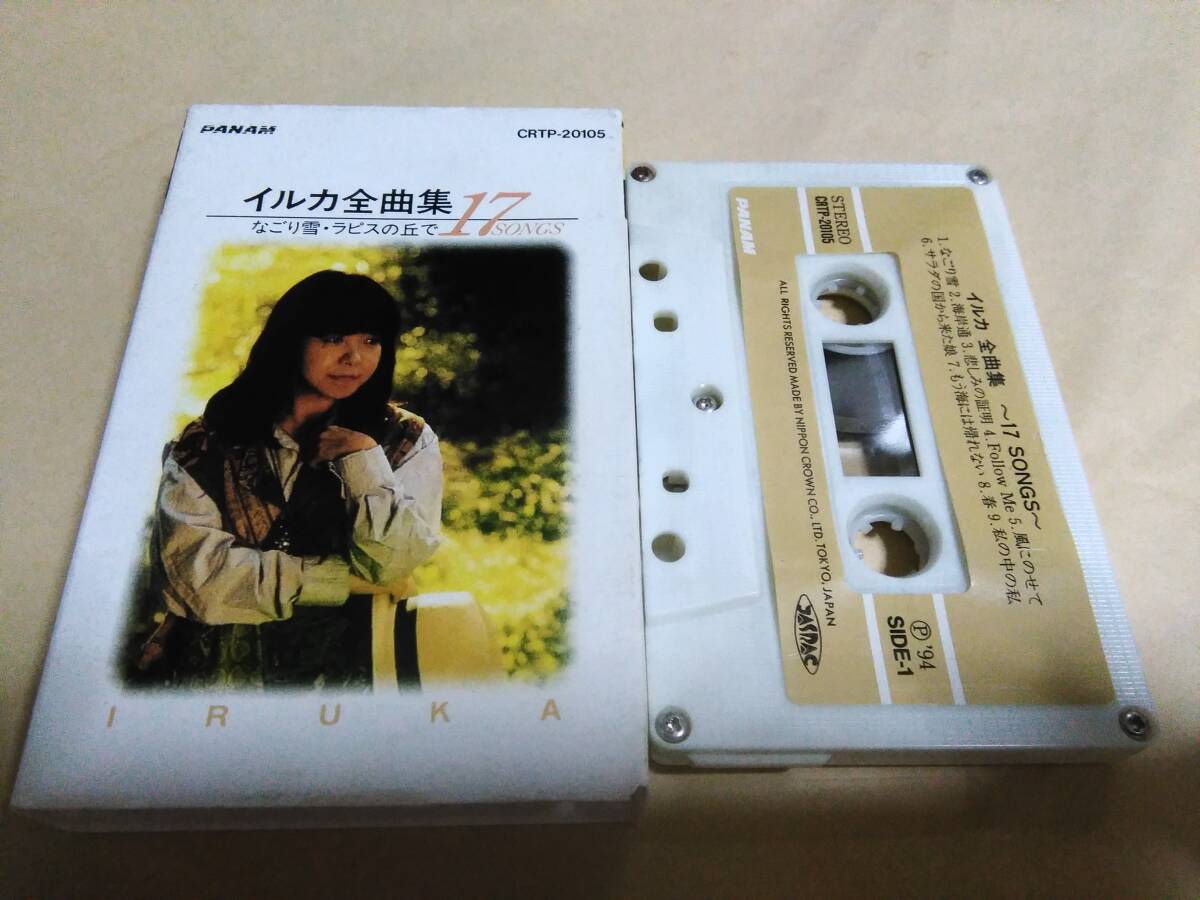 PANAM
CRTP-20105
イルカ全曲集
17
SONGS
なごり雪・ラピスの丘で
IRUKA
PANAM
STEREO
CRTP-20105
イルカ 全曲集 〜17 SONGS〜
1.なごり雪 2.海岸通 3.悲しみの証明 4.Follow Me 5.風にのせて
6.サラダの国から来た娘 7.もう海には帰れない 8.春 9.私の中の私
Ⓟ'94
SIDE-1
ALL RIGHTS RESERVED MADE BY NIPPON CROWN CO., LTD. TOKYO, JAPAN
JASRAC